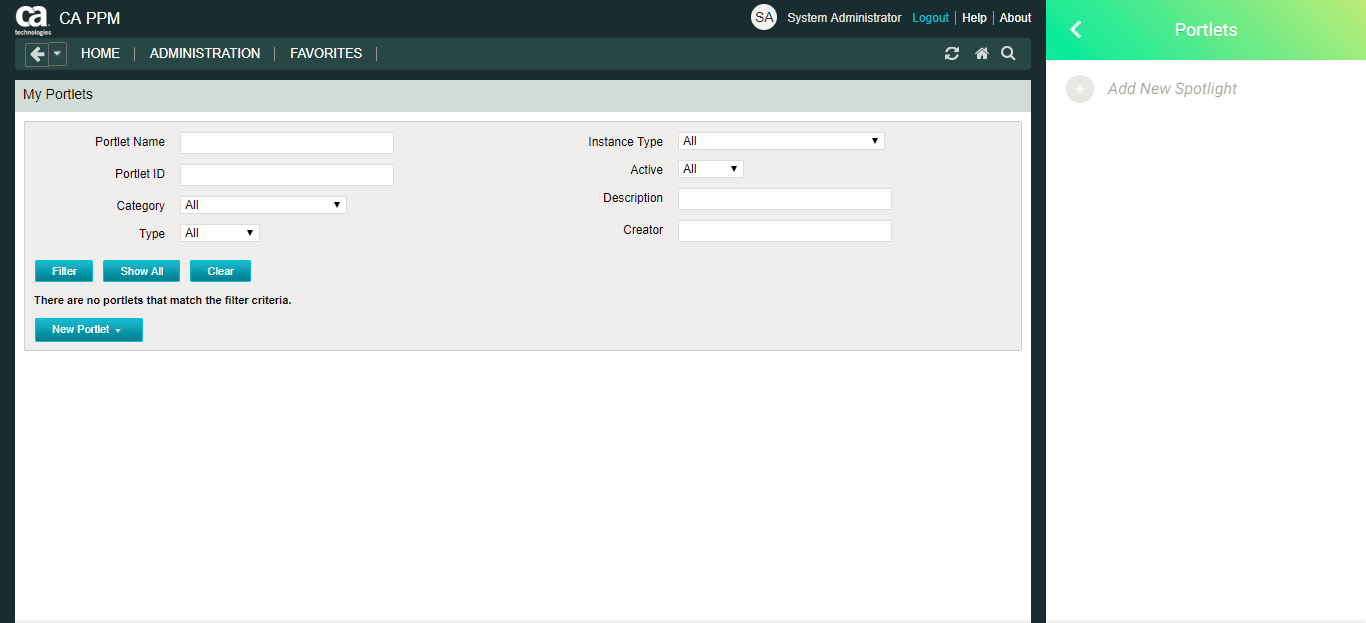 ca technologies CA PPM
SA System Administrator Logout Help About
HOME ADMINISTRATION FAVORITES
My Portlets
Portlet Name
Portlet ID
Category All
Type All
Instance Type All
Active All
Description
Creator
Filter Show All Clear
There are no portlets that match the filter criteria.
New Portlet
Portlets
+ Add New Spotlight